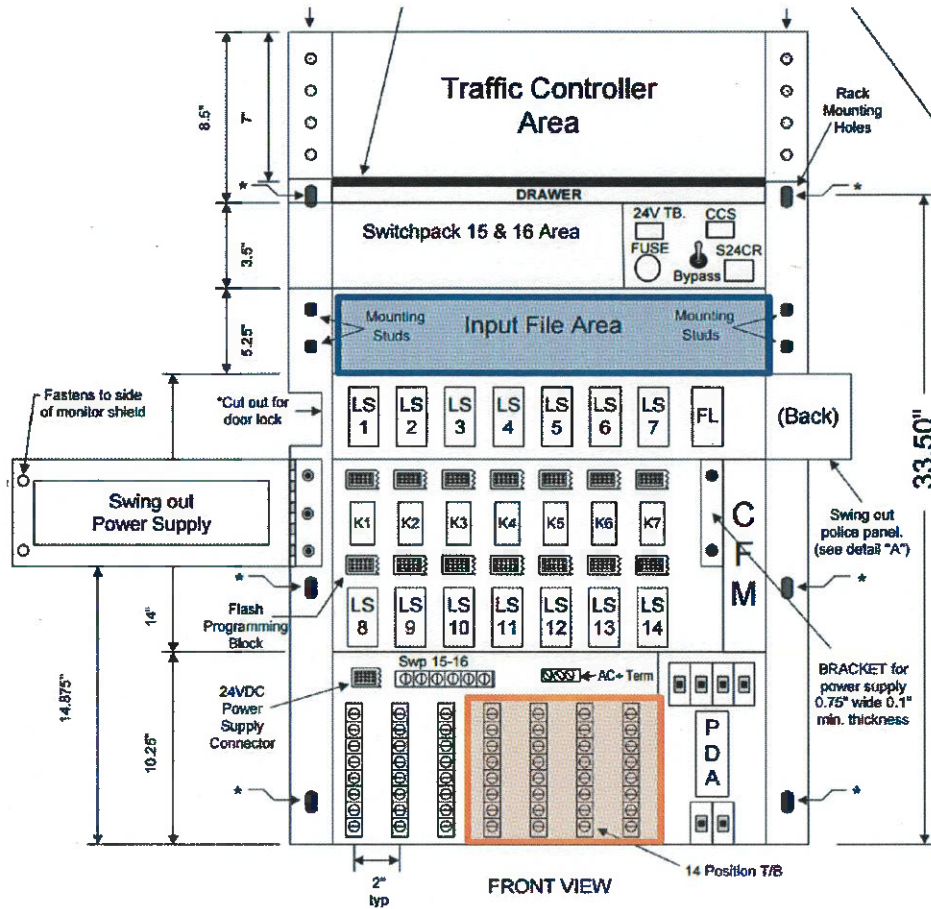 8.5"
7"
Traffic Controller
Area
Rack
Mounting
Holes
*
*
DRAWER
3.5"
Switchpack 15 & 16 Area
24V TB.
CCS
FUSE
S24CR
Bypass
5.25"
Mounting
Studs
Input File Area
Mounting
Studs
33.50"
Fastens to side
of monitor shield
*Cut out for
door lock
LS
1
LS
2
LS
3
LS
4
LS
5
LS
6
LS
7
FL
(Back)
Swing out
Power Supply
K1
K2
K3
K4
K5
K6
K7
C
F
M
Swing out
police panel.
(see detail "A")
*
*
14"
Flash
Programming
Block
LS
8
LS
9
LS
10
LS
11
LS
12
LS
13
LS
14
Swp 15-16
AC+ Term
BRACKET for
power supply
0.75" wide 0.1"
min. thickness
14.875"
24VDC
Power
Supply
Connector
10.25"
P
D
A
*
*
14 Position T/B
2"
typ
FRONT VIEW